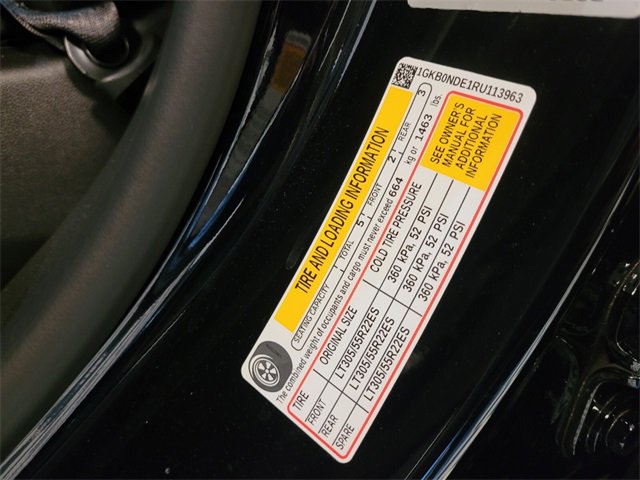 1GKB0NDE1RU113963
TIRE AND LOADING INFORMATION
SEATING CAPACITY | TOTAL 5 | FRONT 2 | REAR 3
The combined weight of occupants and cargo must never exceed 664 kg or 1463 lbs.
TIRE ORIGINAL SIZE COLD TIRE PRESSURE
FRONT LT305/55R22ES 360 kPa, 52 PSI
REAR LT305/55R22ES 360 kPa, 52 PSI
SPARE LT305/55R22ES 360 kPa, 52 PSI
SEE OWNER'S
MANUAL FOR
ADDITIONAL
INFORMATION